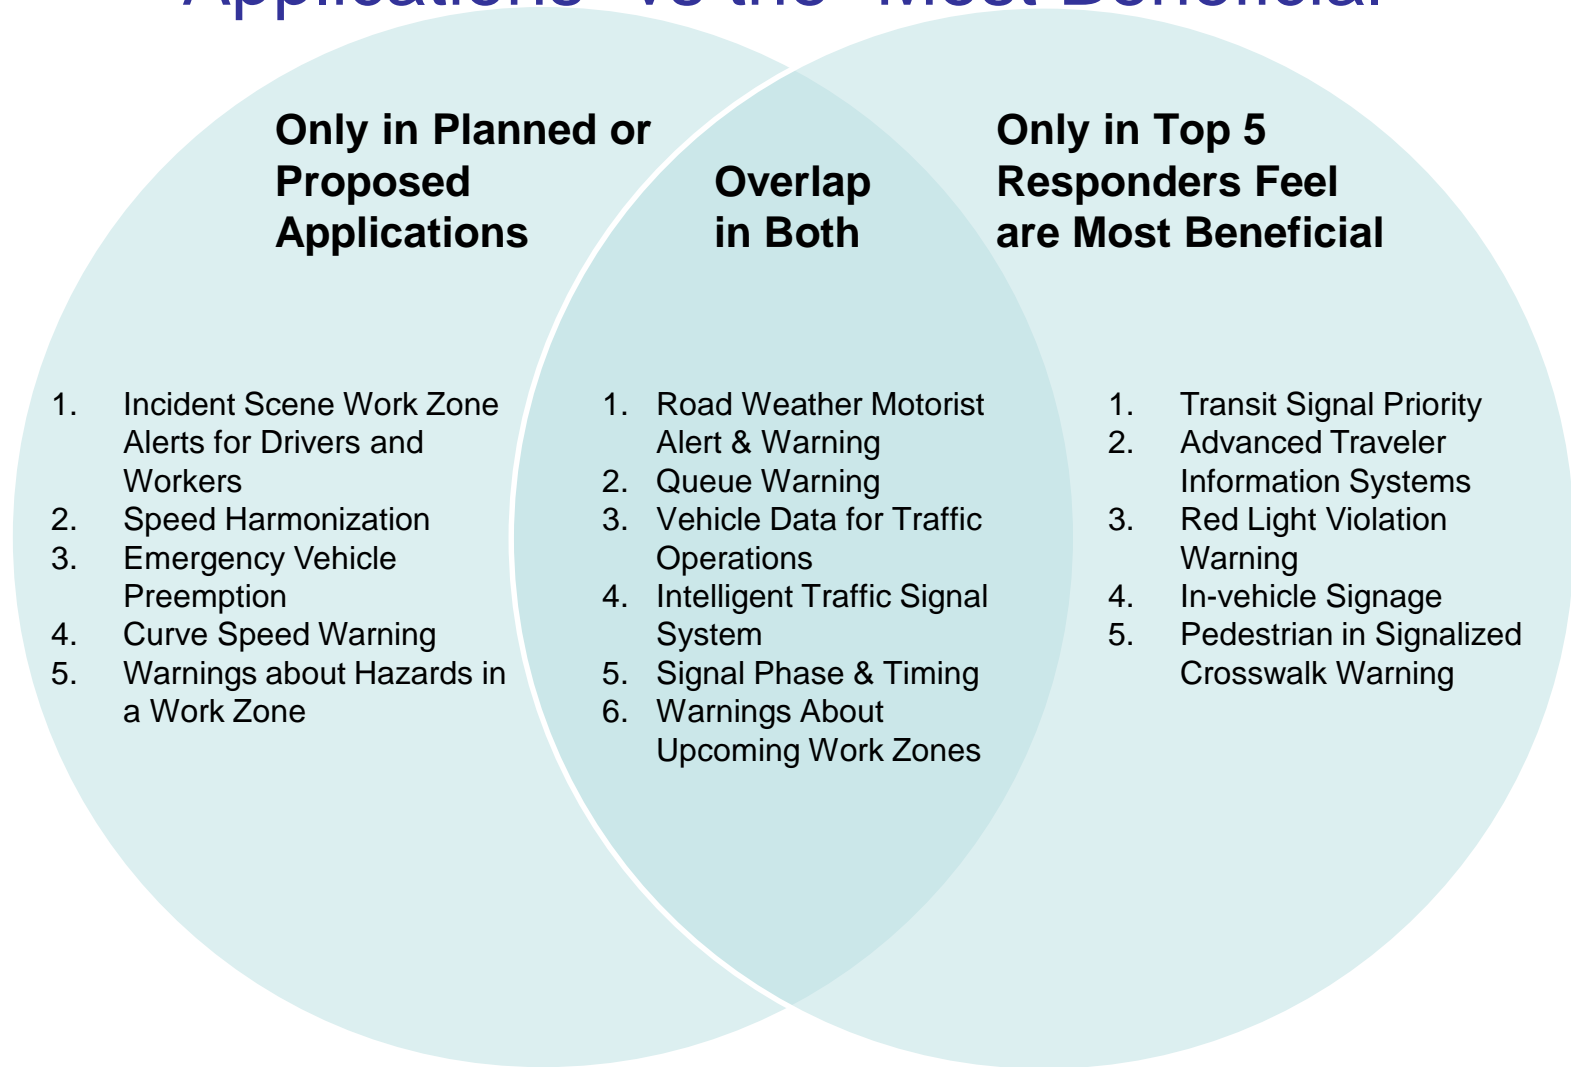 Applications" vs the "Most Beneficial"
Only in Planned or
Proposed
Applications
Overlap
in Both
Only in Top 5
Responders Feel
are Most Beneficial
1. Incident Scene Work Zone
Alerts for Drivers and
Workers
2. Speed Harmonization
3. Emergency Vehicle
Preemption
4. Curve Speed Warning
5. Warnings about Hazards in
a Work Zone
1. Road Weather Motorist
Alert & Warning
2. Queue Warning
3. Vehicle Data for Traffic
Operations
4. Intelligent Traffic Signal
System
5. Signal Phase & Timing
6. Warnings About
Upcoming Work Zones
1. Transit Signal Priority
2. Advanced Traveler
Information Systems
3. Red Light Violation
Warning
4. In-vehicle Signage
5. Pedestrian in Signalized
Crosswalk Warning